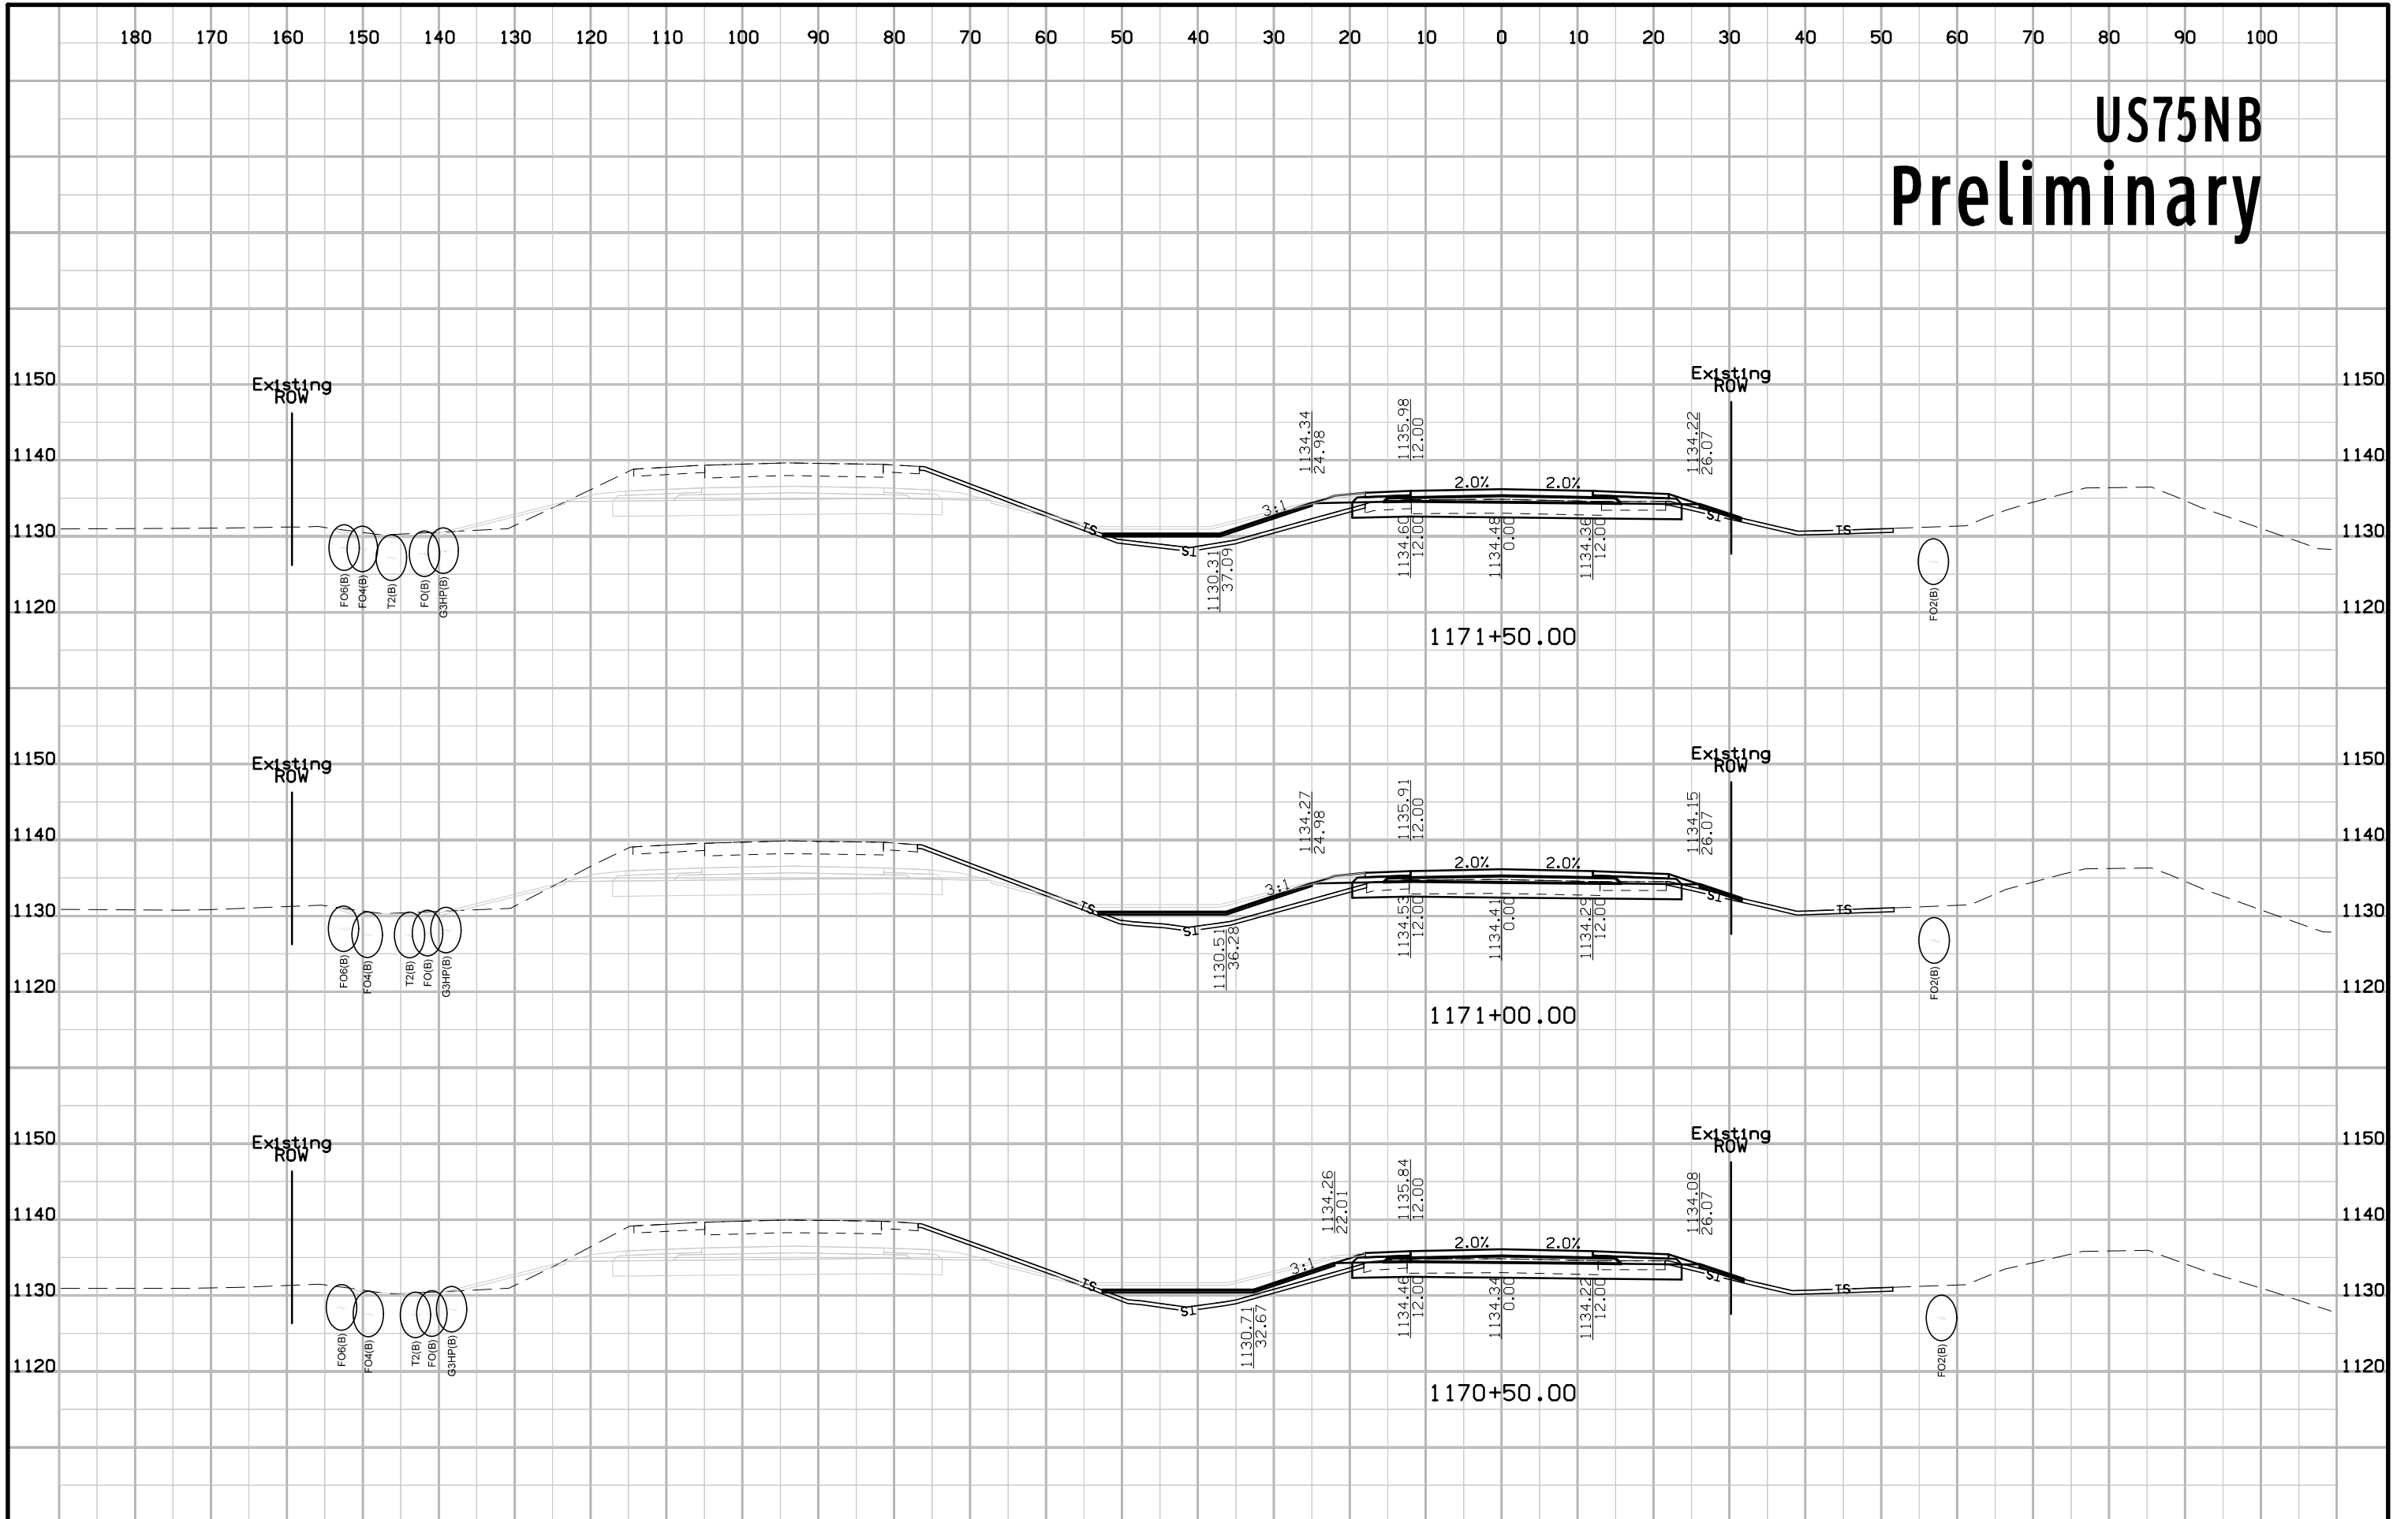 180 170 160 150 140 130 120 110 100 90 80 70 60 50 40 30 20 10 0 10 20 30 40 50 60 70 80 90 100
US75NB
Preliminary
1150
Existing
ROW
1134.34
24.98
1135.98
12.00
1134.22
26.07
Existing
ROW
1150
1140
1140
2.0%
2.0%
3:1
1130
TS
ST
ST
TS
1130
FO6(B)
FO4(B)
T2(B)
FO(B)
G3HP(B)
1130.31
37.09
1134.60
12.00
1134.48
0.00
1134.36
12.00
FO2(B)
1120
1120
1171+50.00
1150
Existing
ROW
1134.27
24.98
1135.91
12.00
1134.15
26.07
Existing
ROW
1150
1140
1140
2.0%
2.0%
3:1
1130
TS
ST
ST
TS
1130
FO6(B)
FO4(B)
T2(B)
FO(B)
G3HP(B)
1130.51
36.28
1134.53
12.00
1134.41
0.00
1134.29
12.00
FO2(B)
1120
1120
1171+00.00
1150
Existing
ROW
1134.26
22.01
1135.84
12.00
1134.08
26.07
Existing
ROW
1150
1140
1140
2.0%
2.0%
3:1
1130
TS
ST
ST
TS
1130
FO6(B)
FO4(B)
T2(B)
FO(B)
G3HP(B)
1130.71
32.67
1134.46
12.00
1134.34
0.00
1134.22
12.00
FO2(B)
1120
1120
1170+50.00